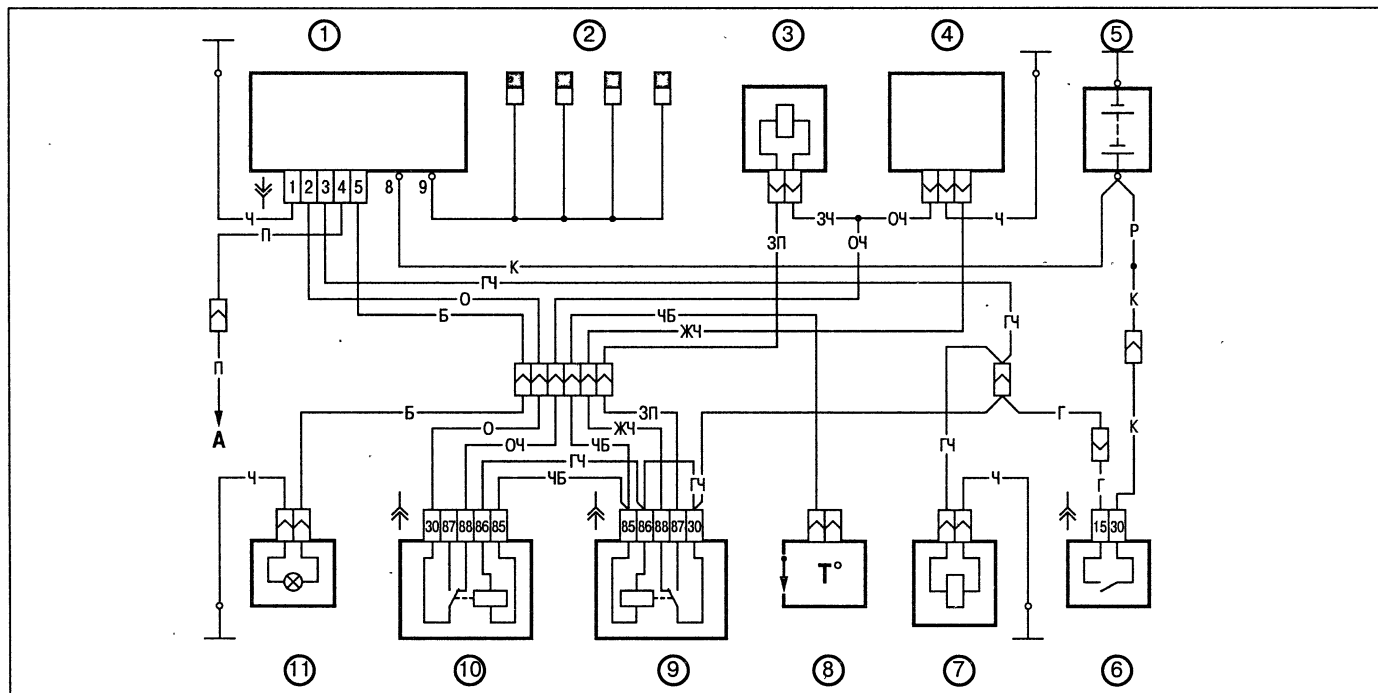 1 2 3 4 5
1 2 3 4 5 8 9
Ч
П
ЗЧ ОЧ Ч
ЗП ОЧ
Р
К
ГЧ
О К
Б ЧБ ГЧ
ЖЧ
П
Б ЗП Г
О ЖЧ К
А ОЧ ЧБ ГЧ
ГЧ
Ч ЧБ ГЧ Ч Г
30 87 88 86 85 85 86 88 87 30 15 30
T°
11 10 9 8 7 6